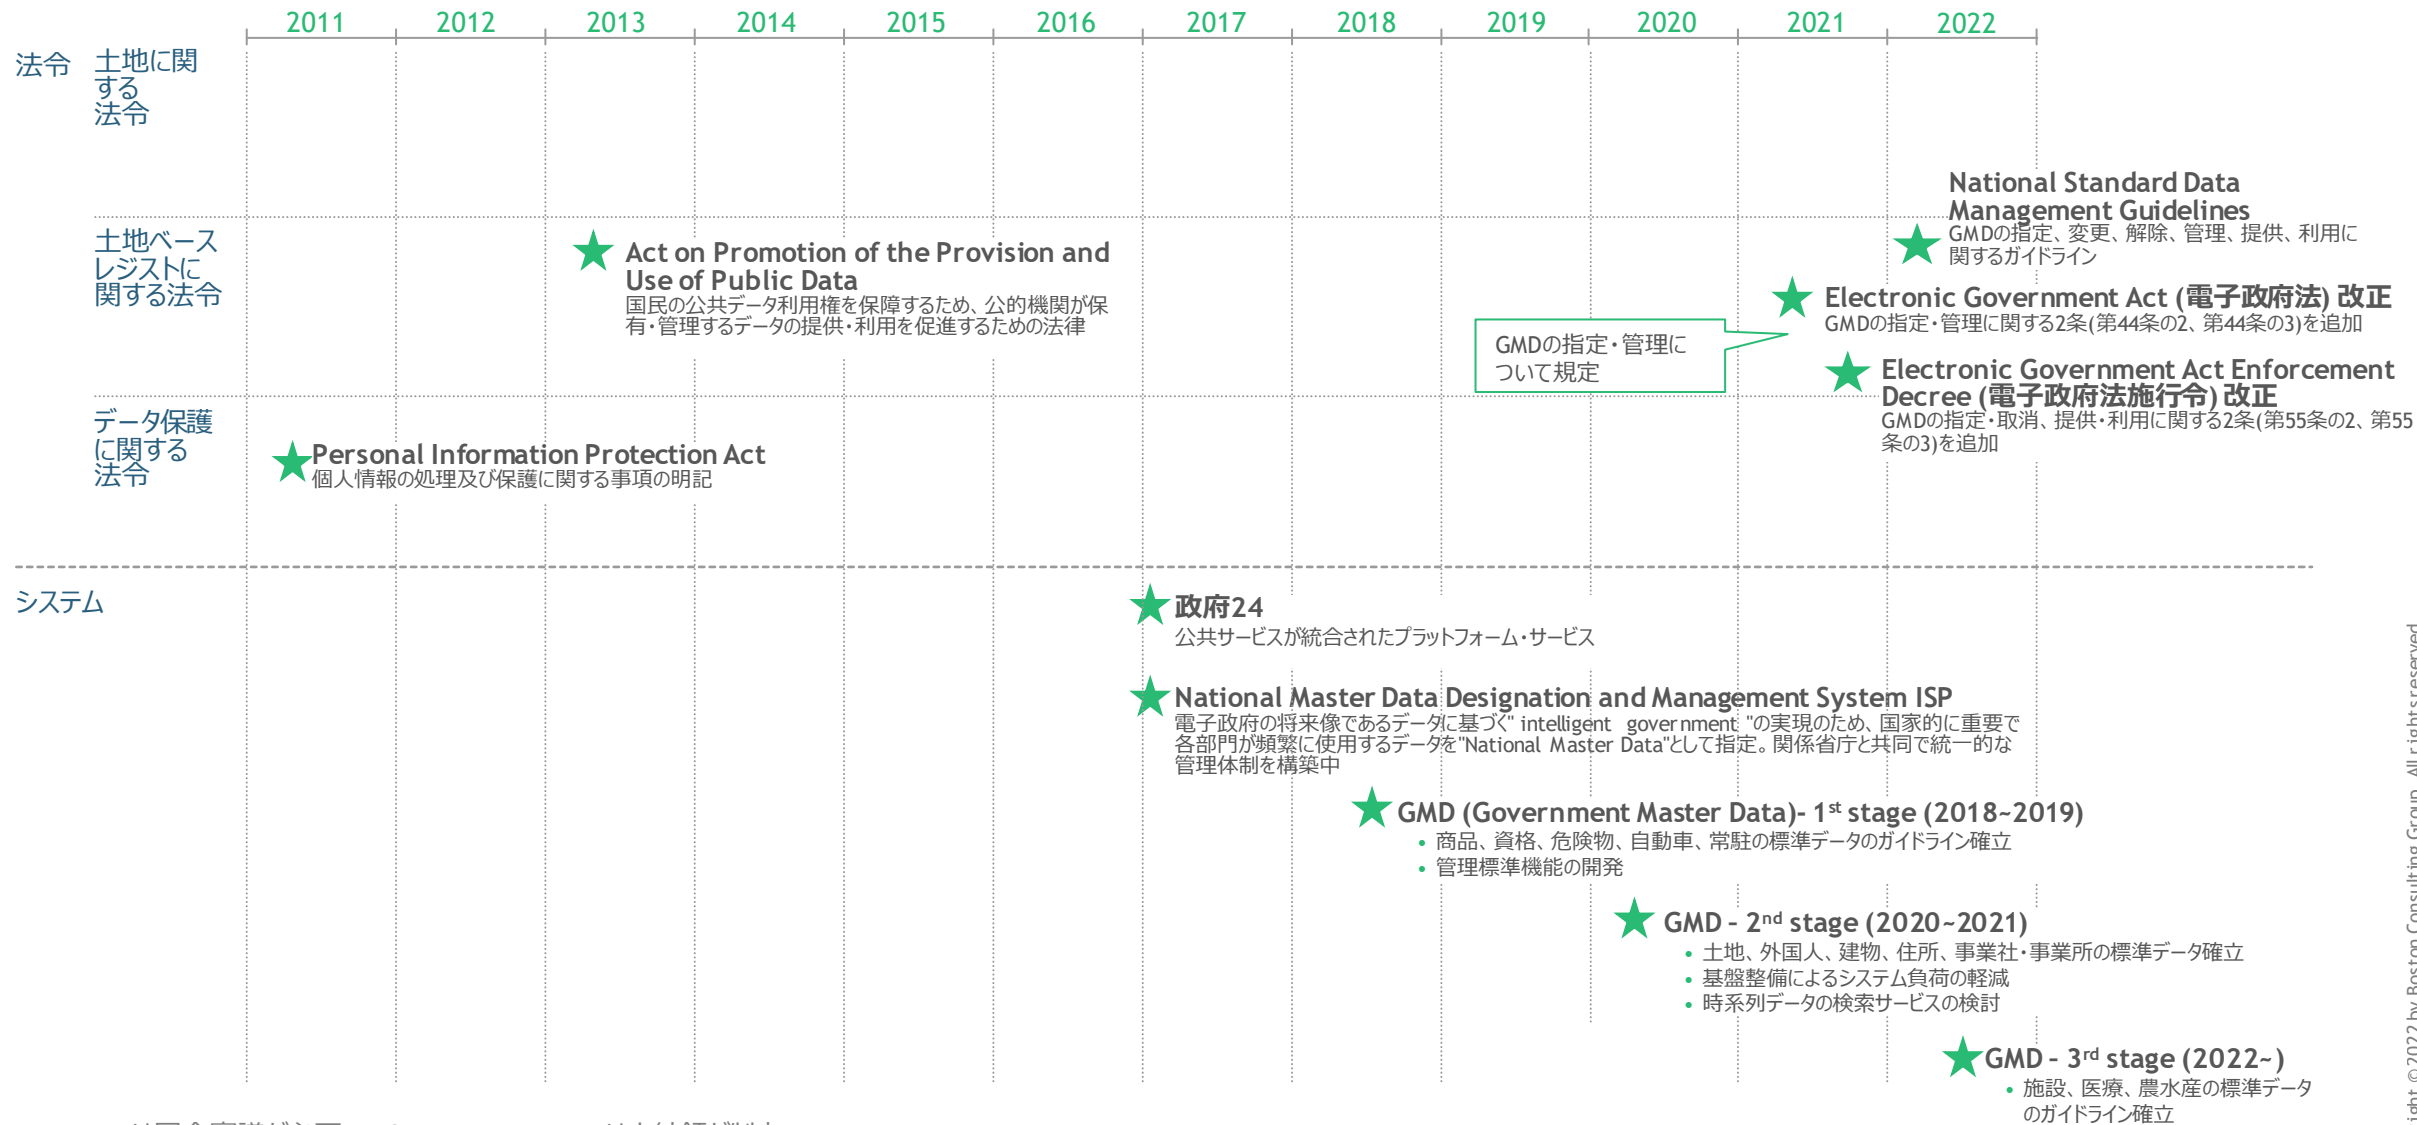 2011 2012 2013 2014 2015 2016 2017 2018 2019 2020 2021 2022
法令
土地に関
する
法令
National Standard Data
Management Guidelines
GMDの指定、変更、解除、管理、提供、利用に
関するガイドライン
土地ベース
レジストに
関する法令
Act on Promotion of the Provision and
Use of Public Data
国民の公共データ利用権を保障するため、公的機関が保
有・管理するデータの提供・利用を促進するための法律
Electronic Government Act (電子政府法) 改正
GMDの指定・管理に関する2条(第44条の2、第44条の3)を追加
GMDの指定・管理に
ついて規定
Electronic Government Act Enforcement
Decree (電子政府法施行令) 改正
GMDの指定・取消、提供・利用に関する2条(第55条の2、第55
条の3)を追加
データ保護
に関する
法令
Personal Information Protection Act
個人情報の処理及び保護に関する事項の明記
システム
政府24
公共サービスが統合されたプラットフォーム・サービス
National Master Data Designation and Management System ISP
電子政府の将来像であるデータに基づく" intelligent government "の実現のため、国家的に重要で
各部門が頻繁に使用するデータを"National Master Data"として指定。関係省庁と共同で統一的な
管理体制を構築中
GMD (Government Master Data)- 1st stage (2018~2019)
• 商品、資格、危険物、自動車、常駐の標準データのガイドライン確立
• 管理標準機能の開発
GMD – 2nd stage (2020~2021)
• 土地、外国人、建物、住所、事業社・事業所の標準データ確立
• 基盤整備によるシステム負荷の軽減
• 時系列データの検索サービスの検討
GMD – 3rd stage (2022~)
• 施設、医療、農水産の標準データ
のガイドライン確立
ight © 2022 by Boston Consulting Group. All rights reserved